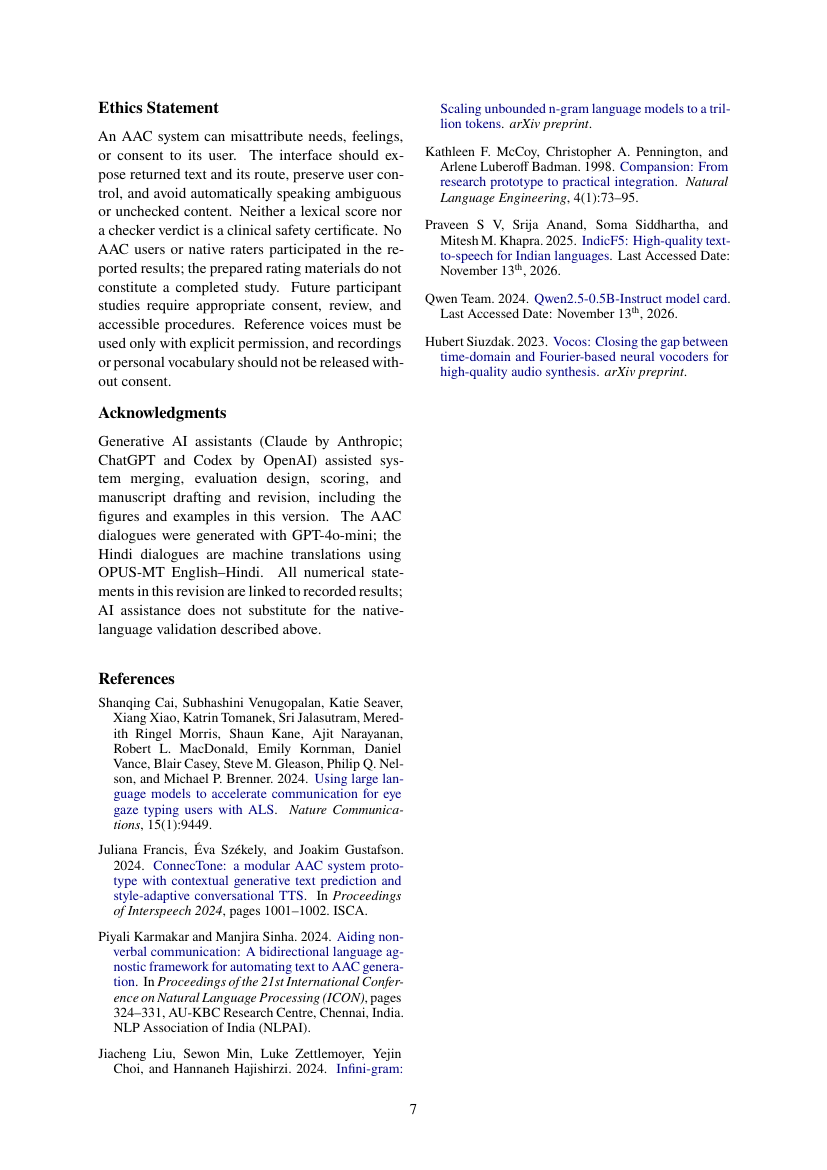 Ethics Statement
An AAC system can misattribute needs, feelings,
or consent to its user. The interface should ex-
pose returned text and its route, preserve user con-
trol, and avoid automatically speaking ambiguous
or unchecked content. Neither a lexical score nor
a checker verdict is a clinical safety certificate. No
AAC users or native raters participated in the re-
ported results; the prepared rating materials do not
constitute a completed study. Future participant
studies require appropriate consent, review, and
accessible procedures. Reference voices must be
used only with explicit permission, and recordings
or personal vocabulary should not be released with-
out consent.
Acknowledgments
Generative AI assistants (Claude by Anthropic;
ChatGPT and Codex by OpenAI) assisted sys-
tem merging, evaluation design, scoring, and
manuscript drafting and revision, including the
figures and examples in this version. The AAC
dialogues were generated with GPT-4o-mini; the
Hindi dialogues are machine translations using
OPUS-MT English–Hindi. All numerical state-
ments in this revision are linked to recorded results;
AI assistance does not substitute for the native-
language validation described above.
References
Shanqing Cai, Subhashini Venugopalan, Katie Seaver,
Xiang Xiao, Katrin Tomanek, Sri Jalasutram, Mered-
ith Ringel Morris, Shaun Kane, Ajit Narayanan,
Robert L. MacDonald, Emily Kornman, Daniel
Vance, Blair Casey, Steve M. Gleason, Philip Q. Nel-
son, and Michael P. Brenner. 2024. Using large lan-
guage models to accelerate communication for eye
gaze typing users with ALS. Nature Communica-
tions, 15(1):9449.
Juliana Francis, Éva Székely, and Joakim Gustafson.
2024. ConnecTone: a modular AAC system proto-
type with contextual generative text prediction and
style-adaptive conversational TTS. In Proceedings
of Interspeech 2024, pages 1001–1002. ISCA.
Piyali Karmakar and Manjira Sinha. 2024. Aiding non-
verbal communication: A bidirectional language ag-
nostic framework for automating text to AAC genera-
tion. In Proceedings of the 21st International Confer-
ence on Natural Language Processing (ICON), pages
324–331, AU-KBC Research Centre, Chennai, India.
NLP Association of India (NLPAI).
Jiacheng Liu, Sewon Min, Luke Zettlemoyer, Yejin
Choi, and Hannaneh Hajishirzi. 2024. Infini-gram:
Scaling unbounded n-gram language models to a tril-
lion tokens. arXiv preprint.
Kathleen F. McCoy, Christopher A. Pennington, and
Arlene Luberoff Badman. 1998. Compansion: From
research prototype to practical integration. Natural
Language Engineering, 4(1):73–95.
Praveen S V, Srija Anand, Soma Siddhartha, and
Mitesh M. Khapra. 2025. IndicF5: High-quality text-
to-speech for Indian languages. Last Accessed Date:
November 13th, 2026.
Qwen Team. 2024. Qwen2.5-0.5B-Instruct model card.
Last Accessed Date: November 13th, 2026.
Hubert Siuzdak. 2023. Vocos: Closing the gap between
time-domain and Fourier-based neural vocoders for
high-quality audio synthesis. arXiv preprint.
7